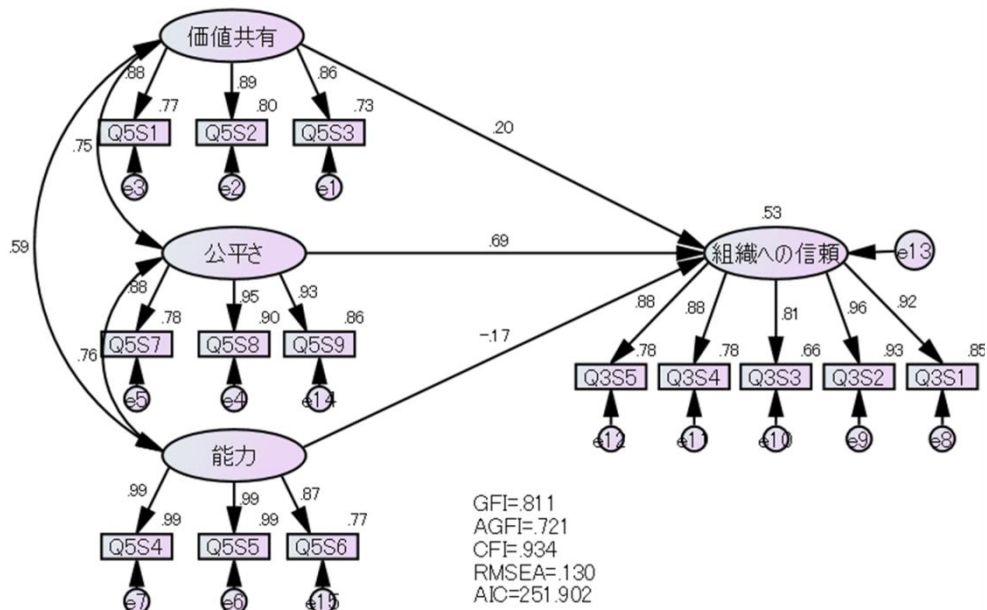 価値共有
.88
.89
.86
.77
.80
.73
Q5S1
Q5S2
Q5S3
e3
e2
e1
.75
.20
.59
.53
公平さ
.69
組織への信頼
e13
.88
.95
.93
.78
.90
.86
Q5S7
Q5S8
Q5S9
e5
e4
e14
.76
-.17
.88
.88
.81
.96
.92
.78
.78
.66
.93
.85
Q3S5
Q3S4
Q3S3
Q3S2
Q3S1
e12
e11
e10
e9
e8
能力
.99
.99
.87
.99
.99
.77
Q5S4
Q5S5
Q5S6
e7
e6
e15
GFI=.811
AGFI=.721
CFI=.934
RMSEA=.130
AIC=251.902